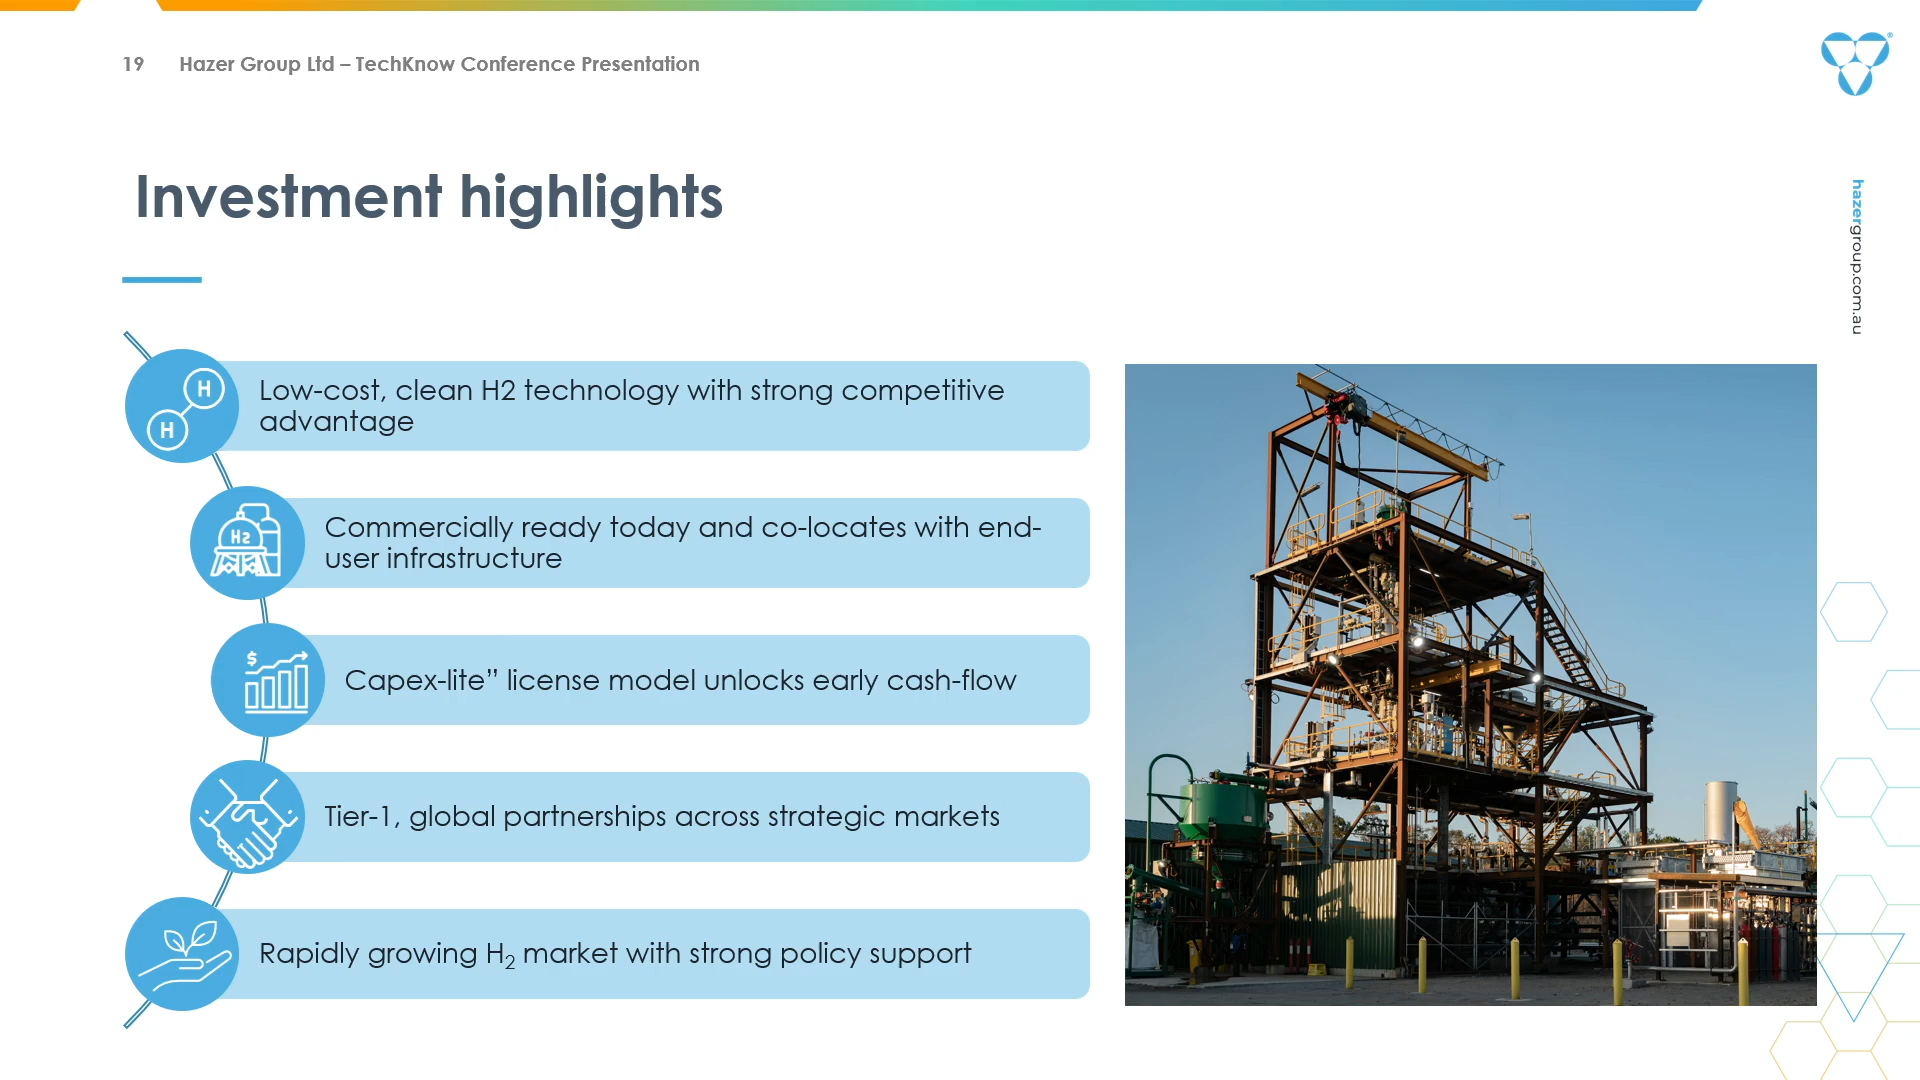 19 Hazer Group Ltd – TechKnow Conference Presentation
®
hazergroup.com.au
Investment highlights
H
H
Low-cost, clean H2 technology with strong competitive
advantage
H2
Commercially ready today and co-locates with end-
user infrastructure
$
Capex-lite” license model unlocks early cash-flow
Tier-1, global partnerships across strategic markets
Rapidly growing H₂ market with strong policy support